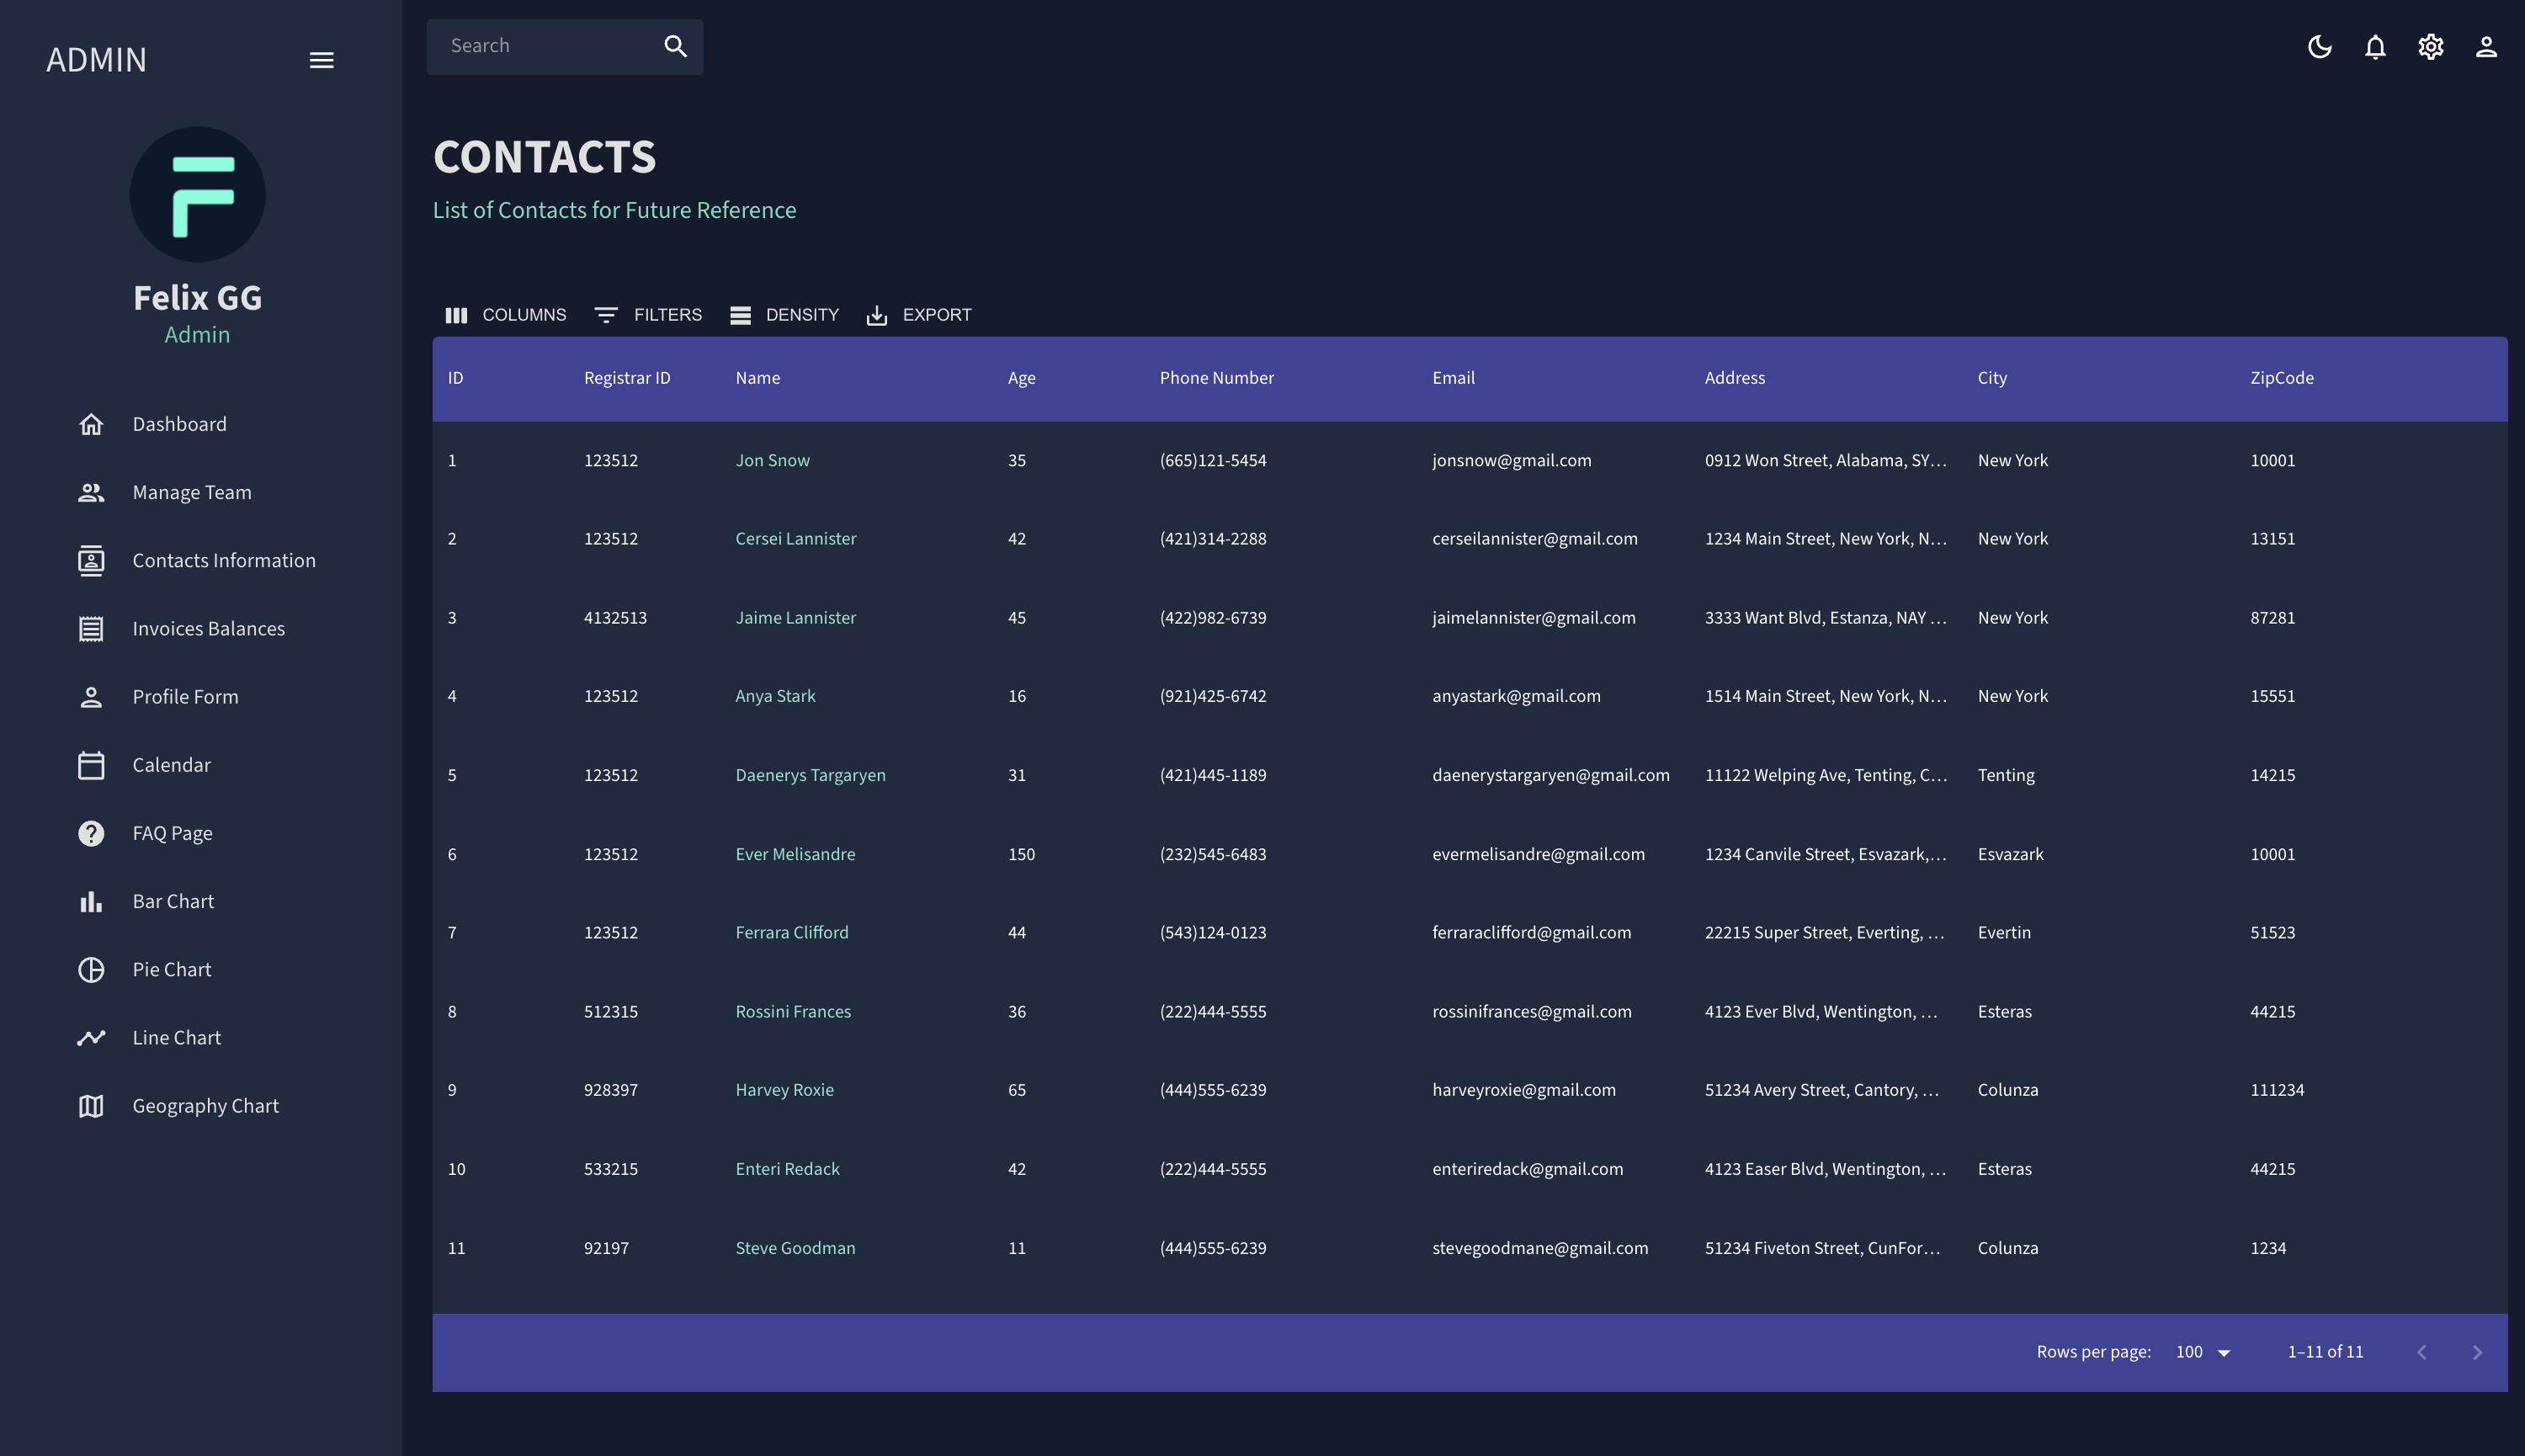 ADMIN
Search
F
Felix GG
Admin
Dashboard
Manage Team
Contacts Information
Invoices Balances
Profile Form
Calendar
FAQ Page
Bar Chart
Pie Chart
Line Chart
Geography Chart
CONTACTS
List of Contacts for Future Reference
COLUMNS FILTERS DENSITY EXPORT
ID Registrar ID Name Age Phone Number Email Address City ZipCode
1 123512 Jon Snow 35 (665)121-5454 jonsnow@gmail.com 0912 Won Street, Alabama, SY... New York 10001
2 123512 Cersei Lannister 42 (421)314-2288 cerseilannister@gmail.com 1234 Main Street, New York, N... New York 13151
3 4132513 Jaime Lannister 45 (422)982-6739 jaimelannister@gmail.com 3333 Want Blvd, Estanza, NAY ... New York 87281
4 123512 Anya Stark 16 (921)425-6742 anyastark@gmail.com 1514 Main Street, New York, N... New York 15551
5 123512 Daenerys Targaryen 31 (421)445-1189 daenerystargaryen@gmail.com 11122 Welping Ave, Tenting, C... Tenting 14215
6 123512 Ever Melisandre 150 (232)545-6483 evermelisandre@gmail.com 1234 Canvile Street, Esvazark,... Esvazark 10001
7 123512 Ferrara Clifford 44 (543)124-0123 ferraraclifford@gmail.com 22215 Super Street, Everting, ... Evertin 51523
8 512315 Rossini Frances 36 (222)444-5555 rossinifrances@gmail.com 4123 Ever Blvd, Wentington, ... Esteras 44215
9 928397 Harvey Roxie 65 (444)555-6239 harveyroxie@gmail.com 51234 Avery Street, Cantory, ... Colunza 111234
10 533215 Enteri Redack 42 (222)444-5555 enteriredack@gmail.com 4123 Easer Blvd, Wentington, ... Esteras 44215
11 92197 Steve Goodman 11 (444)555-6239 stevegoodmane@gmail.com 51234 Fiveton Street, CunFor... Colunza 1234
Rows per page: 100 1–11 of 11